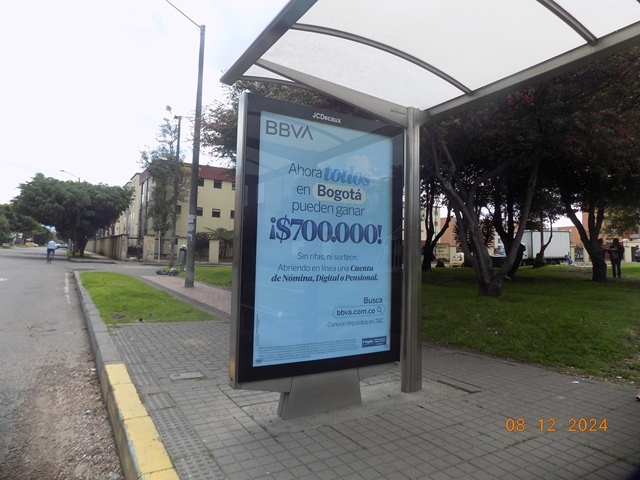 JCDecaux
BBVA
Ahora todos
en Bogotá
pueden ganar
¡$700.000!
Sin rifas, ni sorteos.
Abriendo en línea una Cuenta
de Nómina, Digital o Pensional.
Busca
bbva.com.co
Conoce requisitos en T&C
08 12 2024